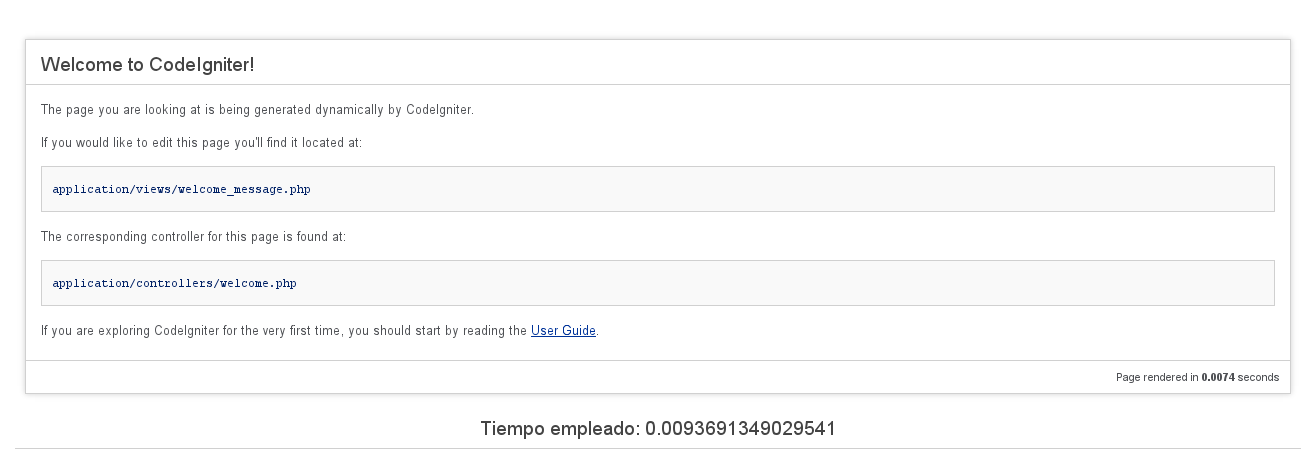 Welcome to CodeIgniter!
The page you are looking at is being generated dynamically by CodeIgniter.
If you would like to edit this page you'll find it located at:
application/views/welcome_message.php
The corresponding controller for this page is found at:
application/controllers/welcome.php
If you are exploring CodeIgniter for the very first time, you should start by reading the User Guide.
Page rendered in 0.0074 seconds
Tiempo empleado: 0.0093691349029541